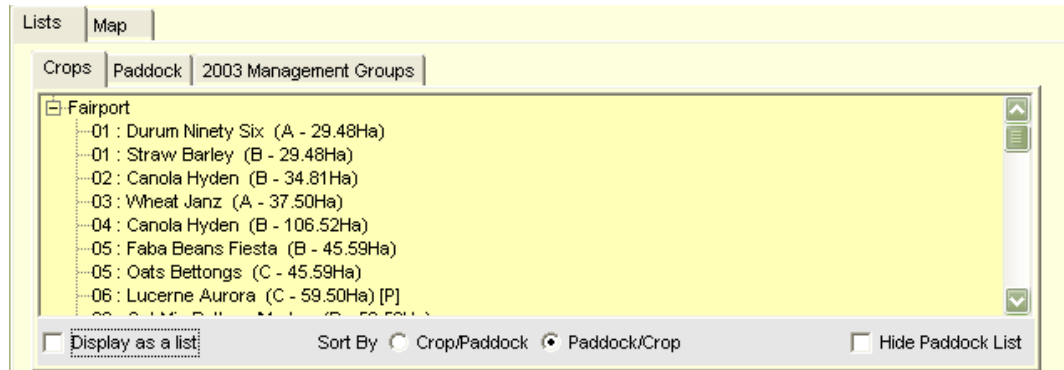 Lists Map
Crops Paddock 2003 Management Groups
Fairport
01 : Durum Ninety Six (A - 29.48Ha)
01 : Straw Barley (B - 29.48Ha)
02 : Canola Hyden (B - 34.81Ha)
03 : Wheat Janz (A - 37.50Ha)
04 : Canola Hyden (B - 106.52Ha)
05 : Faba Beans Fiesta (B - 45.59Ha)
05 : Oats Bettongs (C - 45.59Ha)
06 : Lucerne Aurora (C - 59.50Ha) [P]
Display as a list Sort By Crop/Paddock Paddock/Crop Hide Paddock List